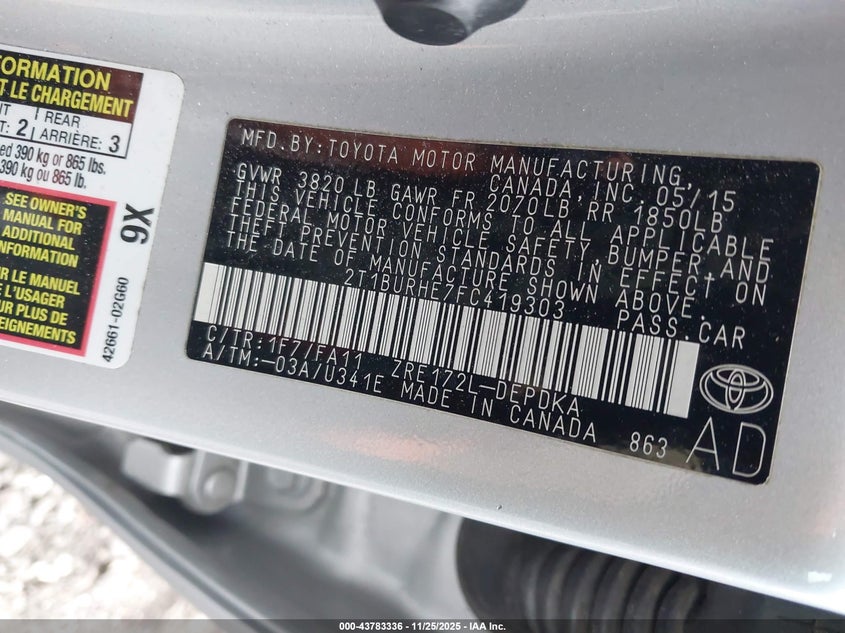 FORMATION
T LE CHARGEMENT
NT REAR
T: 2 ARRIÈRE: 3
ed 390 kg or 865 lbs.
390 kg ou 865 lb.
SEE OWNER'S
MANUAL FOR
ADDITIONAL
INFORMATION
IR LE MANUEL
E L'USAGER
UR PLUS DE
EIGNEMENTS
9X
42661-02G60
MFD.BY:TOYOTA MOTOR MANUFACTURING,
CANADA, INC. 05/15
GVWR 3820 LB GAWR FR 2070LB RR 1850LB
THIS VEHICLE CONFORMS TO ALL APPLICABLE
FEDERAL MOTOR VEHICLE SAFETY, BUMPER AND
THEFT PREVENTION STANDARDS IN EFFECT ON
THE DATE OF MANUFACTURE SHOWN ABOVE.
2T1BURHE7FC419303 PASS.CAR
C/TR:1F7/FA11 ZRE172L-DEPDKA
A/TM:-03A/U341E MADE IN CANADA 863
AD
000-43783336 - 11/25/2025 - IAA Inc.